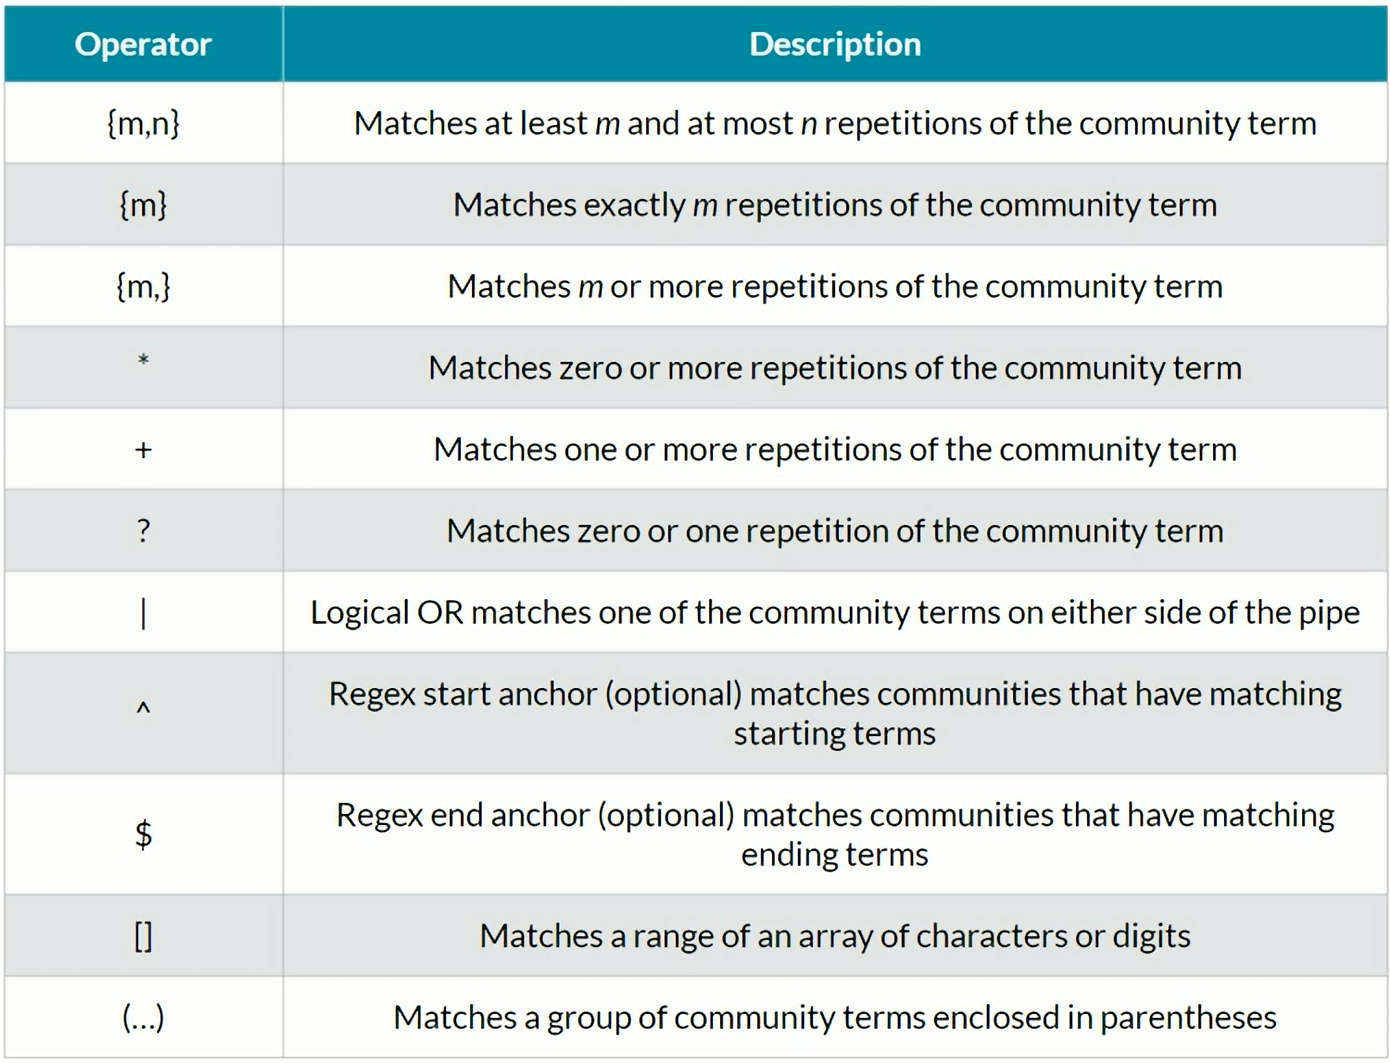 Operator Description
{m,n} Matches at least m and at most n repetitions of the community term
{m} Matches exactly m repetitions of the community term
{m,} Matches m or more repetitions of the community term
* Matches zero or more repetitions of the community term
+ Matches one or more repetitions of the community term
? Matches zero or one repetition of the community term
| Logical OR matches one of the community terms on either side of the pipe
^ Regex start anchor (optional) matches communities that have matching
starting terms
$ Regex end anchor (optional) matches communities that have matching
ending terms
[] Matches a range of an array of characters or digits
(...) Matches a group of community terms enclosed in parentheses